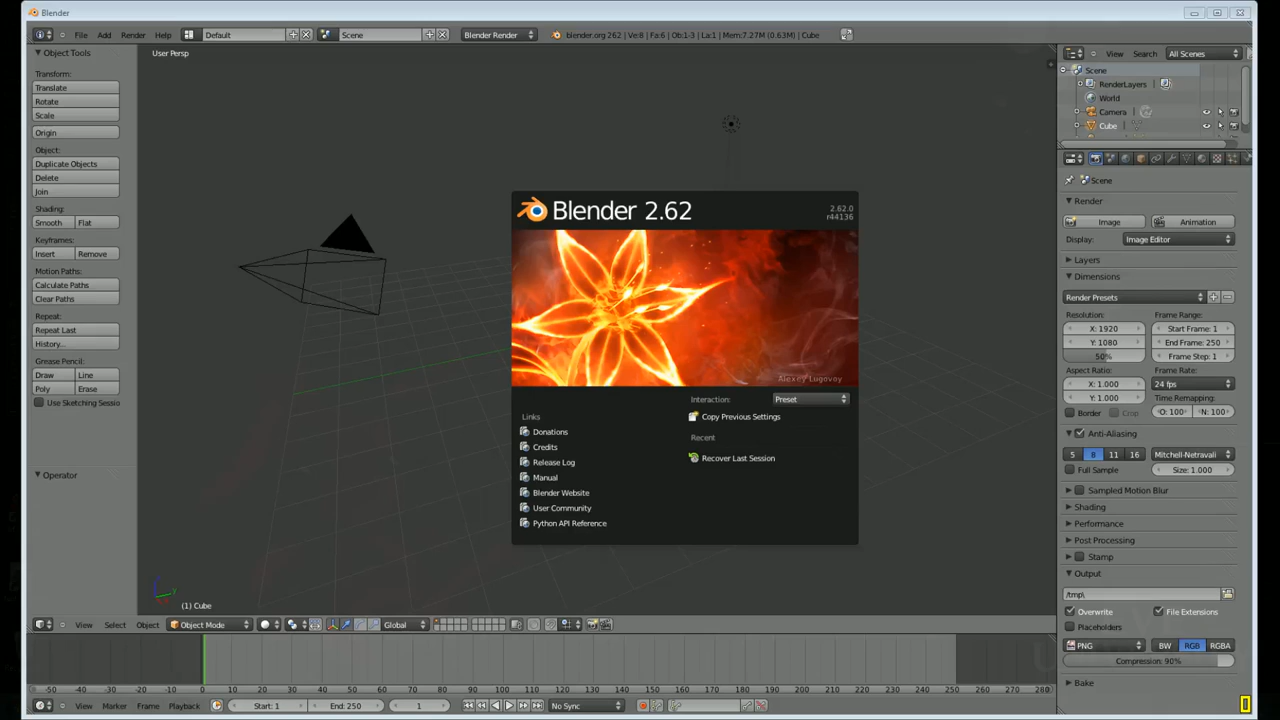 Blender
File Add Render Help Default Scene Blender Render blender.org 262 | Ve:8 | Fa:6 | Ob:1-3 | La:1 | Mem:7.27M (0.63M) | Cube
Object Tools
Transform:
Translate
Rotate
Scale
Origin
Object:
Duplicate Objects
Delete
Join
Shading:
Smooth Flat
Keyframes:
Insert Remove
Motion Paths:
Calculate Paths
Clear Paths
Repeat:
Repeat Last
History...
Grease Pencil:
Draw Line
Poly Erase
Use Sketching Sessio
Operator
User Persp
Blender 2.62
2.62.0
r44136
Alexey Lugovoy
Interaction: Preset
Links
Donations
Credits
Release Log
Manual
Blender Website
User Community
Python API Reference
Copy Previous Settings
Recent
Recover Last Session
(1) Cube
View Select Object Object Mode Global
-50 -40 -30 -20 -10 0 10 20 30 40 50 60 70 80 90 100 110 120 130 140 150 160 170 180 190 200 210 220 230 240 250 260 270 280
View Marker Frame Playback Start: 1 End: 250 1 No Sync
View Search All Scenes
Scene
RenderLayers
World
Camera
Cube
Scene
Render
Image Animation
Display: Image Editor
Layers
Dimensions
Render Presets
Resolution: Frame Range:
X: 1920 Start Frame: 1
Y: 1080 End Frame: 250
50% Frame Step: 1
Aspect Ratio: Frame Rate:
X: 1.000 24 fps
Y: 1.000 Time Remapping:
Border Crop O: 100 N: 100
Anti-Aliasing
5 8 11 16 Mitchell-Netravali
Full Sample Size: 1.000
Sampled Motion Blur
Shading
Performance
Post Processing
Stamp
Output
/tmp\
Overwrite File Extensions
Placeholders
PNG BW RGB RGBA
Compression: 90%
Bake